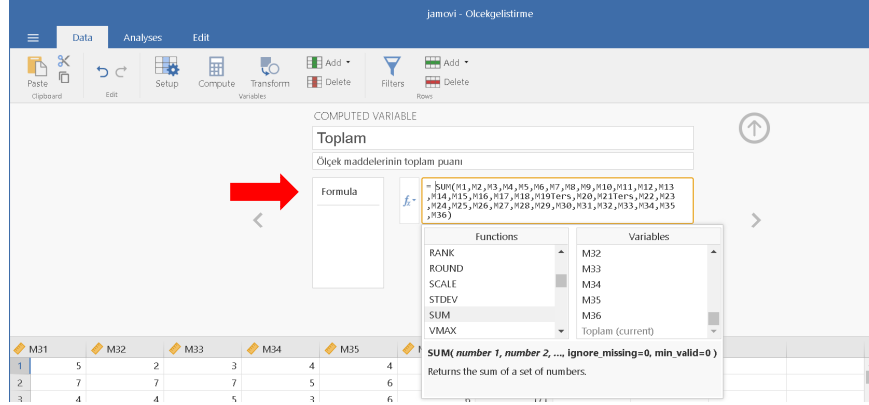 jamovi - Olcekgelistirme
Data Analyses Edit
Paste
Clipboard
Edit
Setup Compute Transform
Add
Delete
Variables
Filters
Add
Delete
Rows
COMPUTED VARIABLE
Toplam
Ölçek maddelerinin toplam puanı
Formula
fx
= SUM(M1,M2,M3,M4,M5,M6,M7,M8,M9,M10,M11,M12,M13
,M14,M15,M16,M17,M18,M19Ters,M20,M21Ters,M22,M23
,M24,M25,M26,M27,M28,M29,M30,M31,M32,M33,M34,M35
,M36)
Functions Variables
RANK M32
ROUND M33
SCALE M34
STDEV M35
SUM M36
VMAX Toplam (current)
SUM( number 1, number 2, …, ignore_missing=0, min_valid=0 )
Returns the sum of a set of numbers.
M31 M32 M33 M34 M35
1 5 2 3 4 4
2 7 7 7 5 6
3 4 4 5 3 6